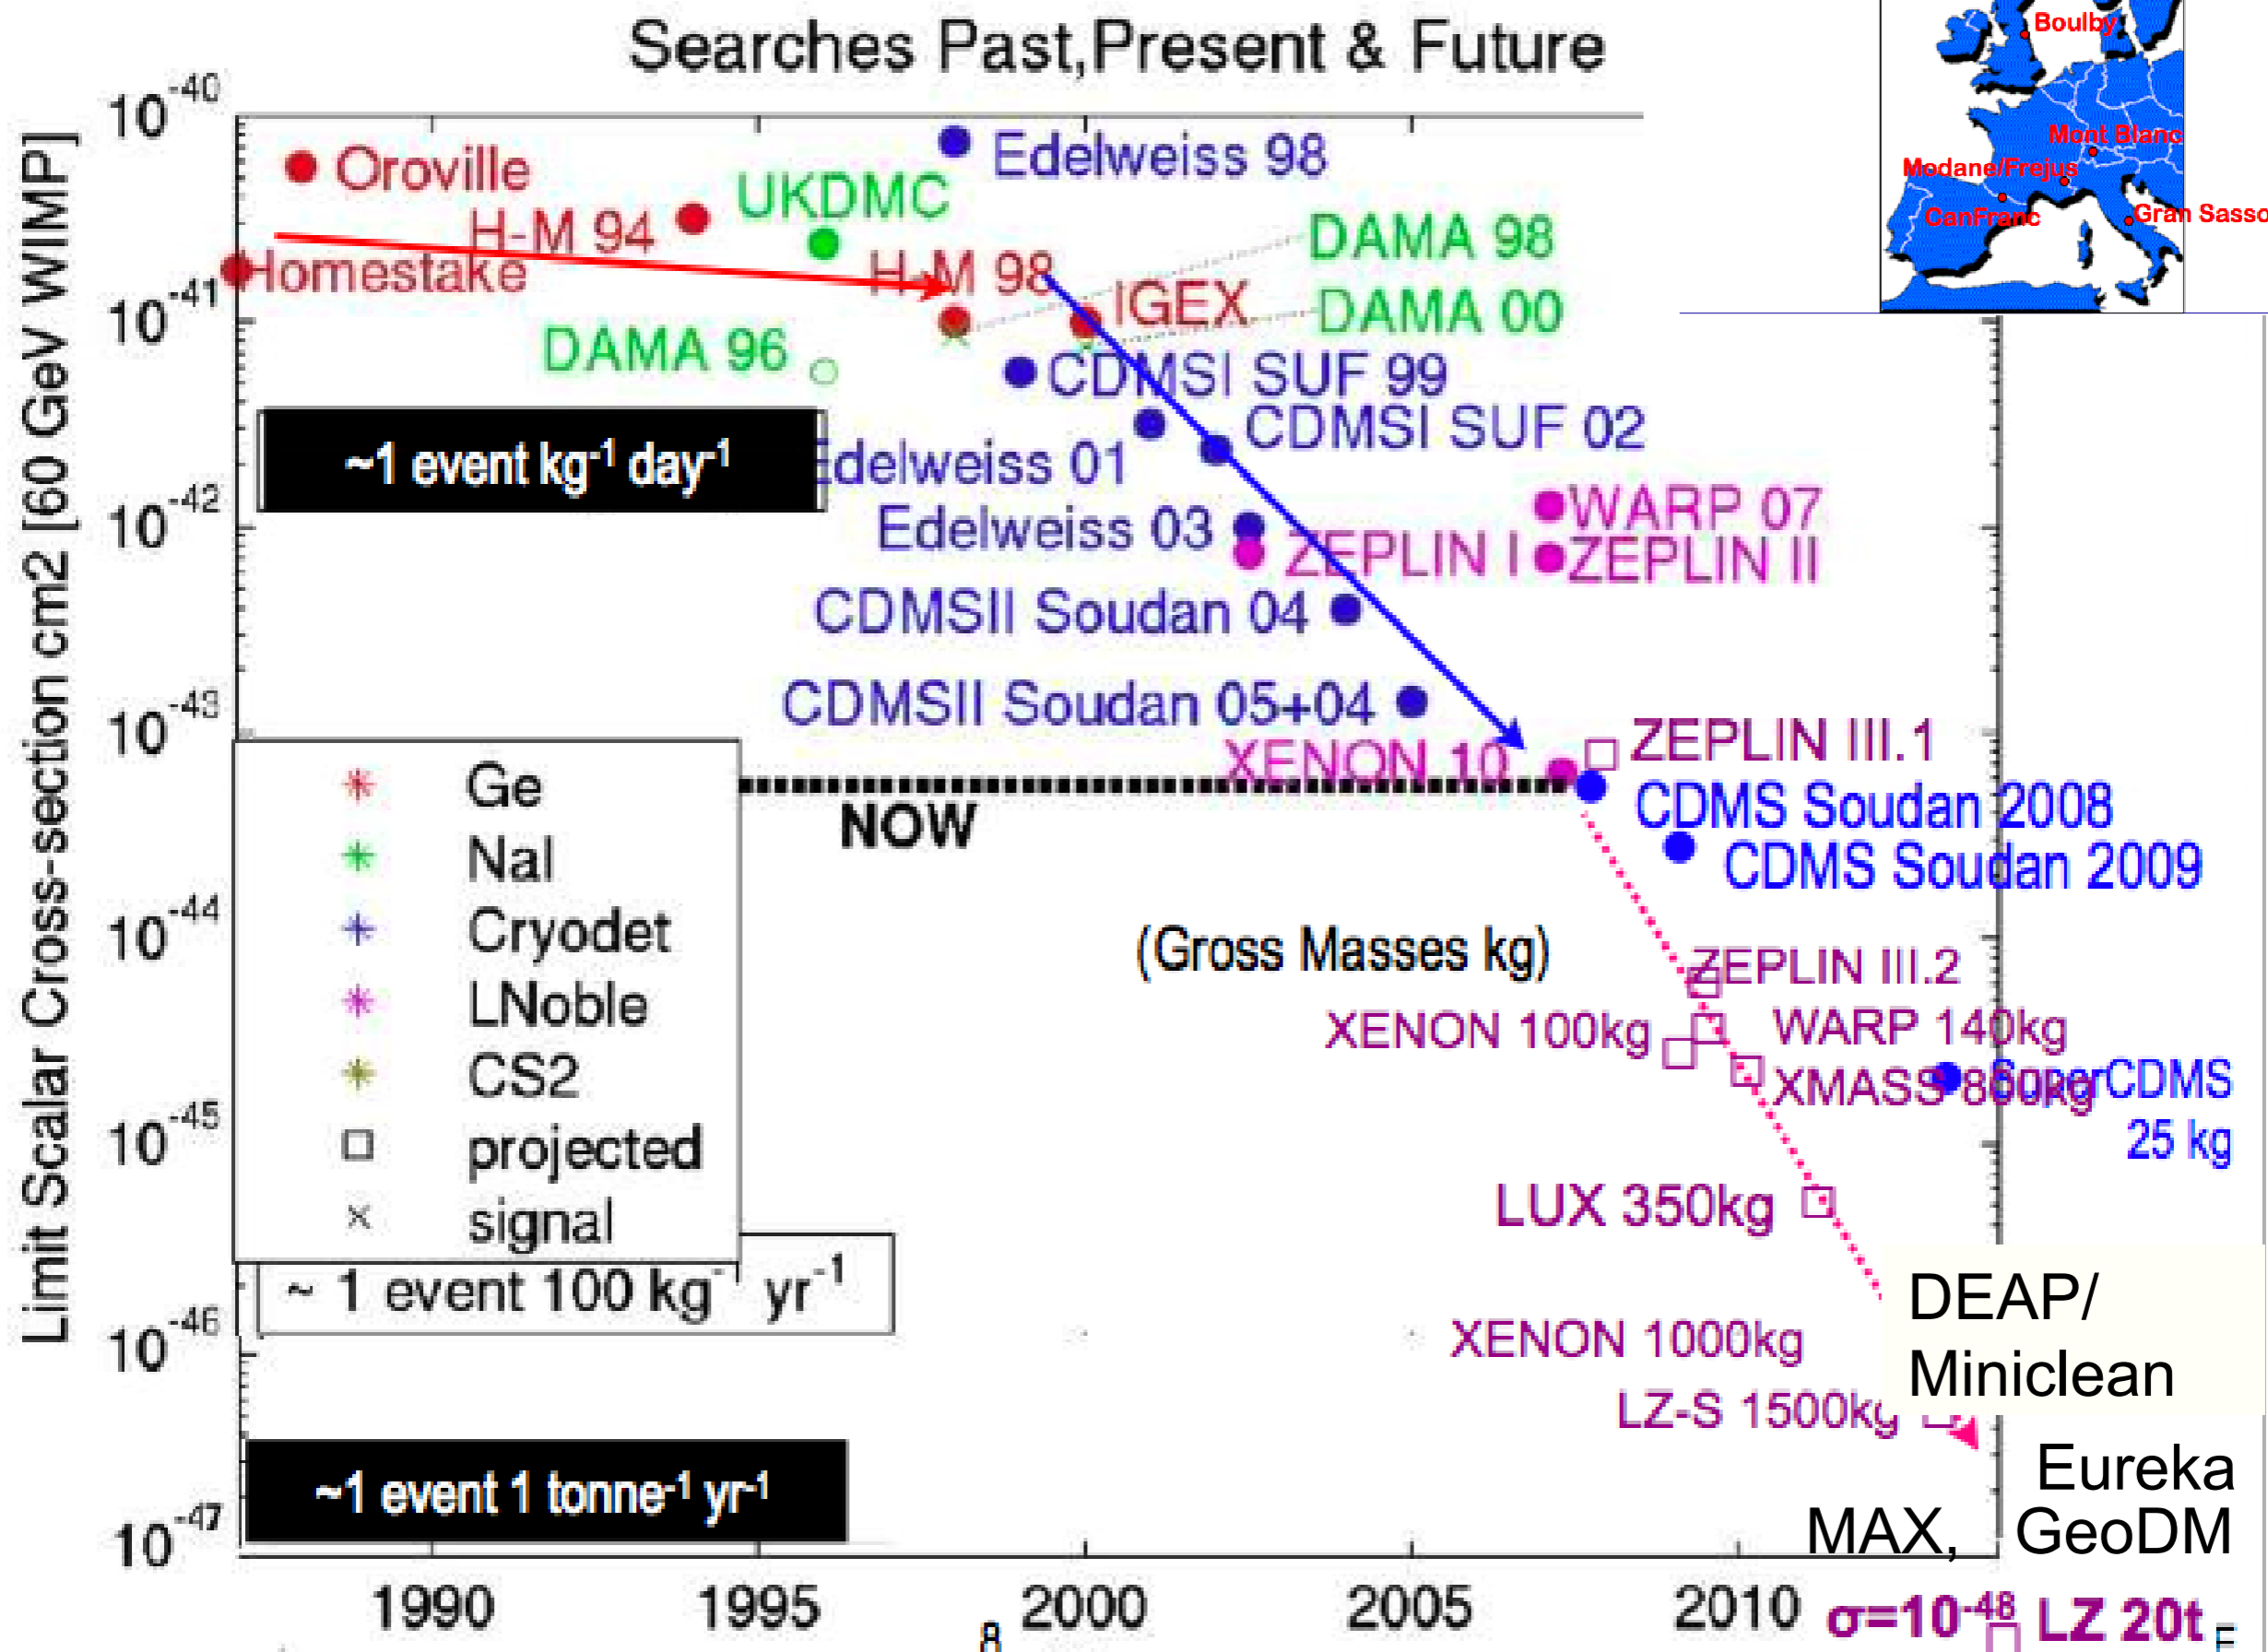 Searches Past,Present & Future
Boulby
Mont Blanc
Modane/Frejus
CanFranc
Gran Sasso
Limit Scalar Cross-section cm2 [60 GeV WIMP]
10⁻⁴⁰
10⁻⁴¹
10⁻⁴²
10⁻⁴³
10⁻⁴⁴
10⁻⁴⁵
10⁻⁴⁶
10⁻⁴⁷
Oroville
Edelweiss 98
UKDMC
H-M 94
DAMA 98
Homestake
H-M 98
IGEX
DAMA 00
DAMA 96
CDMSI SUF 99
CDMSI SUF 02
~1 event kg⁻¹ day⁻¹
Edelweiss 01
WARP 07
Edelweiss 03
ZEPLIN I
ZEPLIN II
CDMSII Soudan 04
CDMSII Soudan 05+04
XENON 10
ZEPLIN III.1
NOW
CDMS Soudan 2008
CDMS Soudan 2009
Ge
NaI
Cryodet
LNoble
CS2
projected
signal
(Gross Masses kg)
ZEPLIN III.2
XENON 100kg
WARP 140kg
XMASS 800kg
SuperCDMS
25 kg
LUX 350kg
~ 1 event 100 kg⁻¹ yr⁻¹
DEAP/
Miniclean
XENON 1000kg
LZ-S 1500kg
~1 event 1 tonne⁻¹ yr⁻¹
Eureka
MAX, GeoDM
1990 1995 2000 2005 2010
σ=10⁻⁴⁸ LZ 20t
8